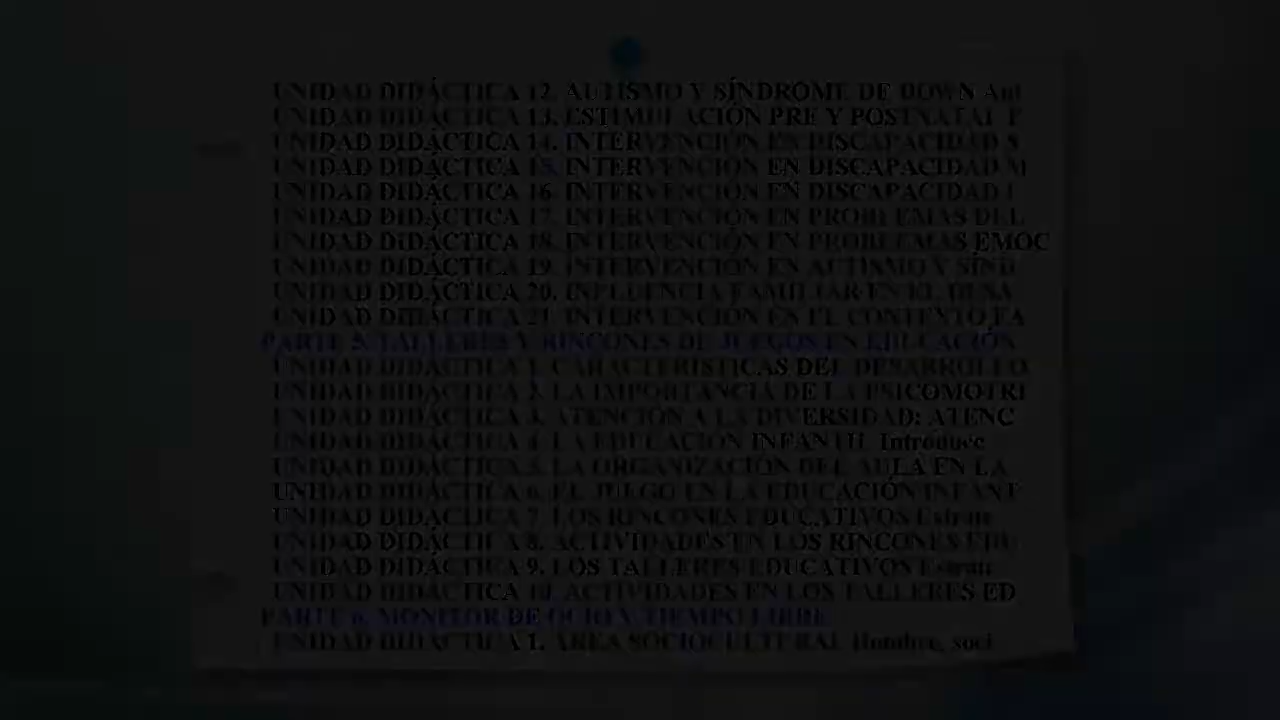 UNIDAD DIDÁCTICA 12. AUTISMO Y SÍNDROME DE DOWN Aut
UNIDAD DIDÁCTICA 13. ESTIMULACIÓN PRE Y POSTNATAL
UNIDAD DIDÁCTICA 14. INTERVENCIÓN EN DISCAPACIDAD S
UNIDAD DIDÁCTICA 15. INTERVENCIÓN EN DISCAPACIDAD M
UNIDAD DIDÁCTICA 16. INTERVENCIÓN EN DISCAPACIDAD
UNIDAD DIDÁCTICA 17. INTERVENCIÓN EN PROBLEMAS DEL
UNIDAD DIDÁCTICA 18. INTERVENCIÓN EN PROBLEMAS EMOC
UNIDAD DIDÁCTICA 19. INTERVENCIÓN EN AUTISMO Y SÍND
UNIDAD DIDÁCTICA 20. INFLUENCIA FAMILIAR EN EL DESA
UNIDAD DIDÁCTICA 21. INTERVENCIÓN EN EL CONTEXTO FA
PARTE 5. TALLERES Y RINCONES DE JUEGOS EN EDUCACIÓN
UNIDAD DIDÁCTICA 1. CARACTERÍSTICAS DEL DESARROLLO
UNIDAD DIDÁCTICA 2. LA IMPORTANCIA DE LA PSICOMOTRI
UNIDAD DIDÁCTICA 3. ATENCIÓN A LA DIVERSIDAD: ATENC
UNIDAD DIDÁCTICA 4. LA EDUCACIÓN INFANTIL Introducc
UNIDAD DIDÁCTICA 5. LA ORGANIZACIÓN DEL AULA EN LA
UNIDAD DIDÁCTICA 6. EL JUEGO EN LA EDUCACIÓN INFANT
UNIDAD DIDÁCTICA 7. LOS RINCONES EDUCATIVOS Estruc
UNIDAD DIDÁCTICA 8. ACTIVIDADES EN LOS RINCONES EDU
UNIDAD DIDÁCTICA 9. LOS TALLERES EDUCATIVOS Estruc
UNIDAD DIDÁCTICA 10. ACTIVIDADES EN LOS TALLERES ED
PARTE 6. MONITOR DE OCIO Y TIEMPO LIBRE
UNIDAD DIDÁCTICA 1. ÁREA SOCIOCULTURAL Hombre, soci